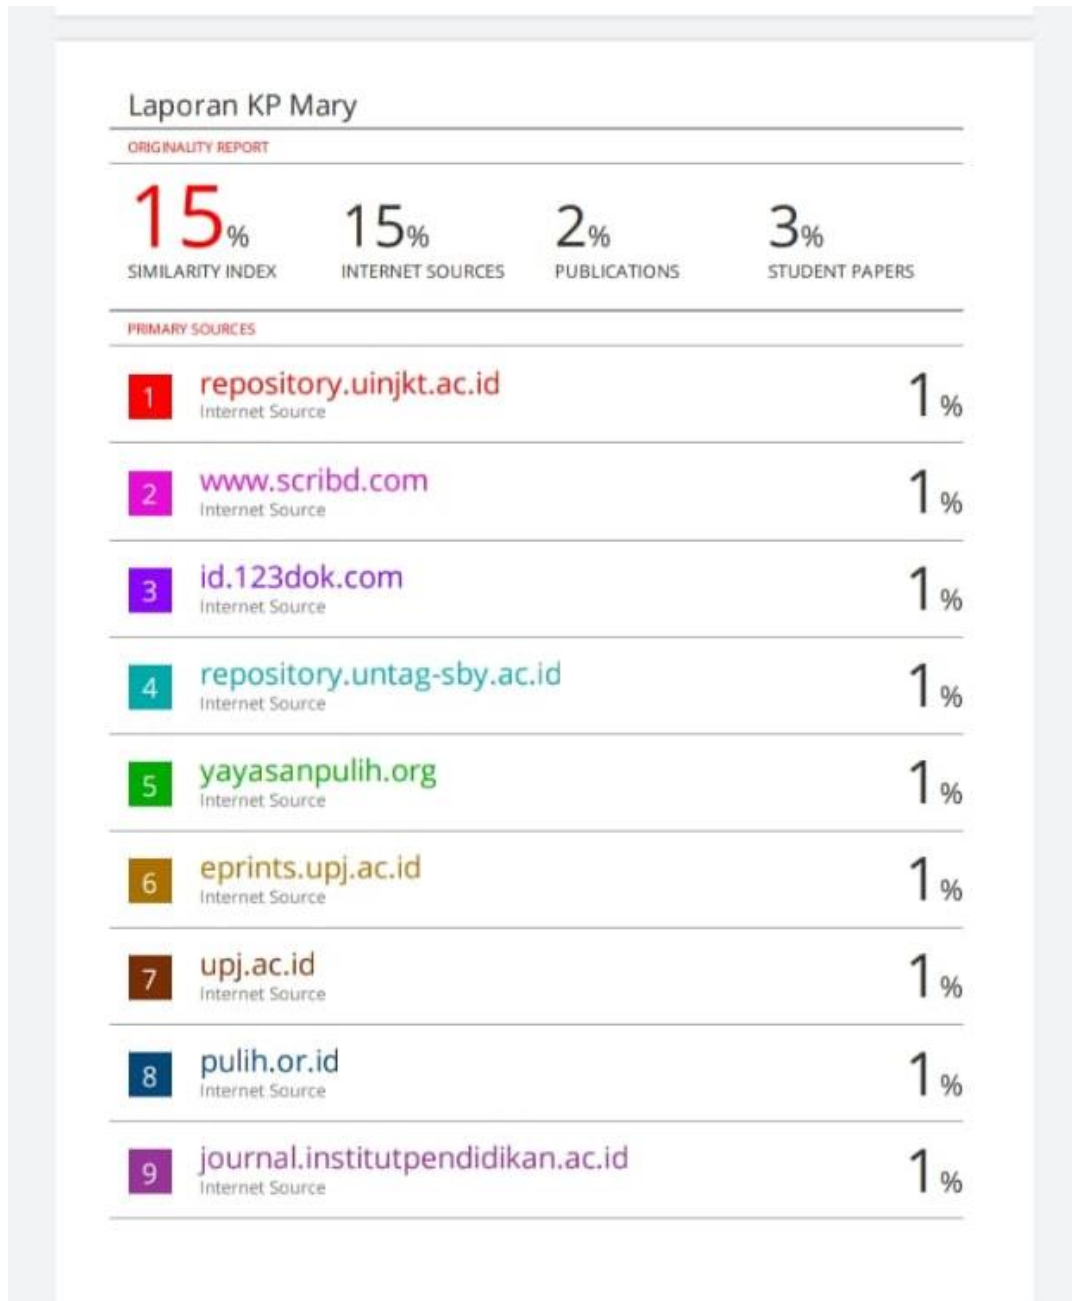 Laporan KP Mary
ORIGINALITY REPORT
15% 15% 2% 3%
SIMILARITY INDEX INTERNET SOURCES PUBLICATIONS STUDENT PAPERS
PRIMARY SOURCES
1 repository.uinjkt.ac.id 1%
Internet Source
2 www.scribd.com 1%
Internet Source
3 id.123dok.com 1%
Internet Source
4 repository.untag-sby.ac.id 1%
Internet Source
5 yayasanpulih.org 1%
Internet Source
6 eprints.upj.ac.id 1%
Internet Source
7 upj.ac.id 1%
Internet Source
8 pulih.or.id 1%
Internet Source
9 journal.institutpendidikan.ac.id 1%
Internet Source